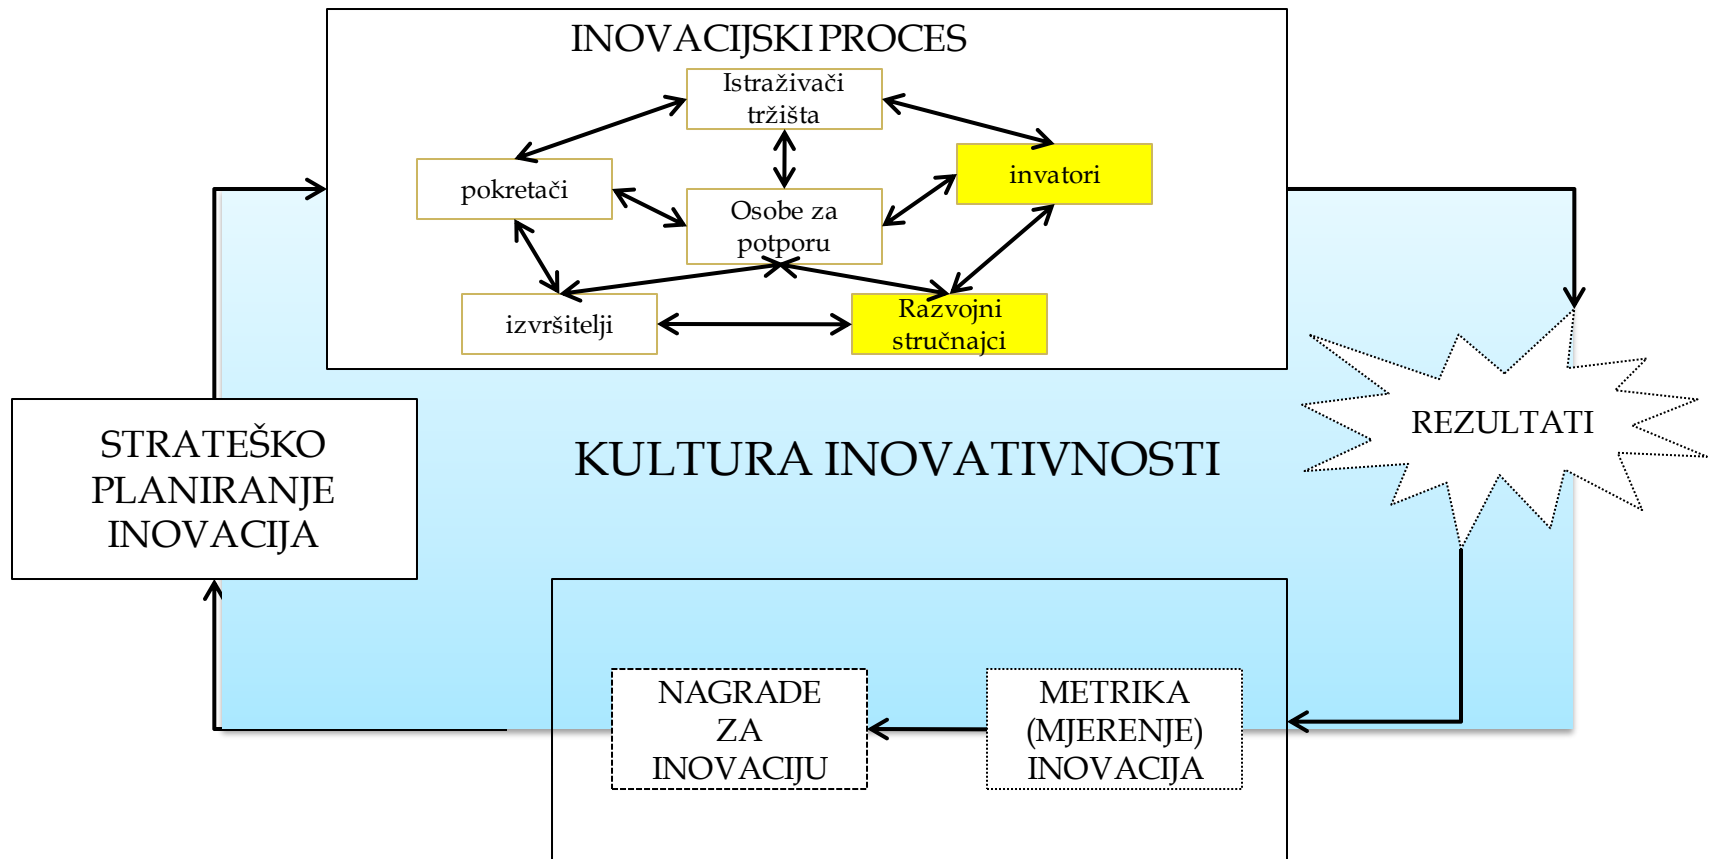 INOVACIJSKI PROCES
Istraživači
tržišta
invatori
pokretači
Osobe za
potporu
izvršitelji
Razvojni
stručnajci
STRATEŠKO
PLANIRANJE
INOVACIJA
KULTURA INOVATIVNOSTI
REZULTATI
NAGRADE
ZA
INOVACIJU
METRIKA
(MJERENJE)
INOVACIJA